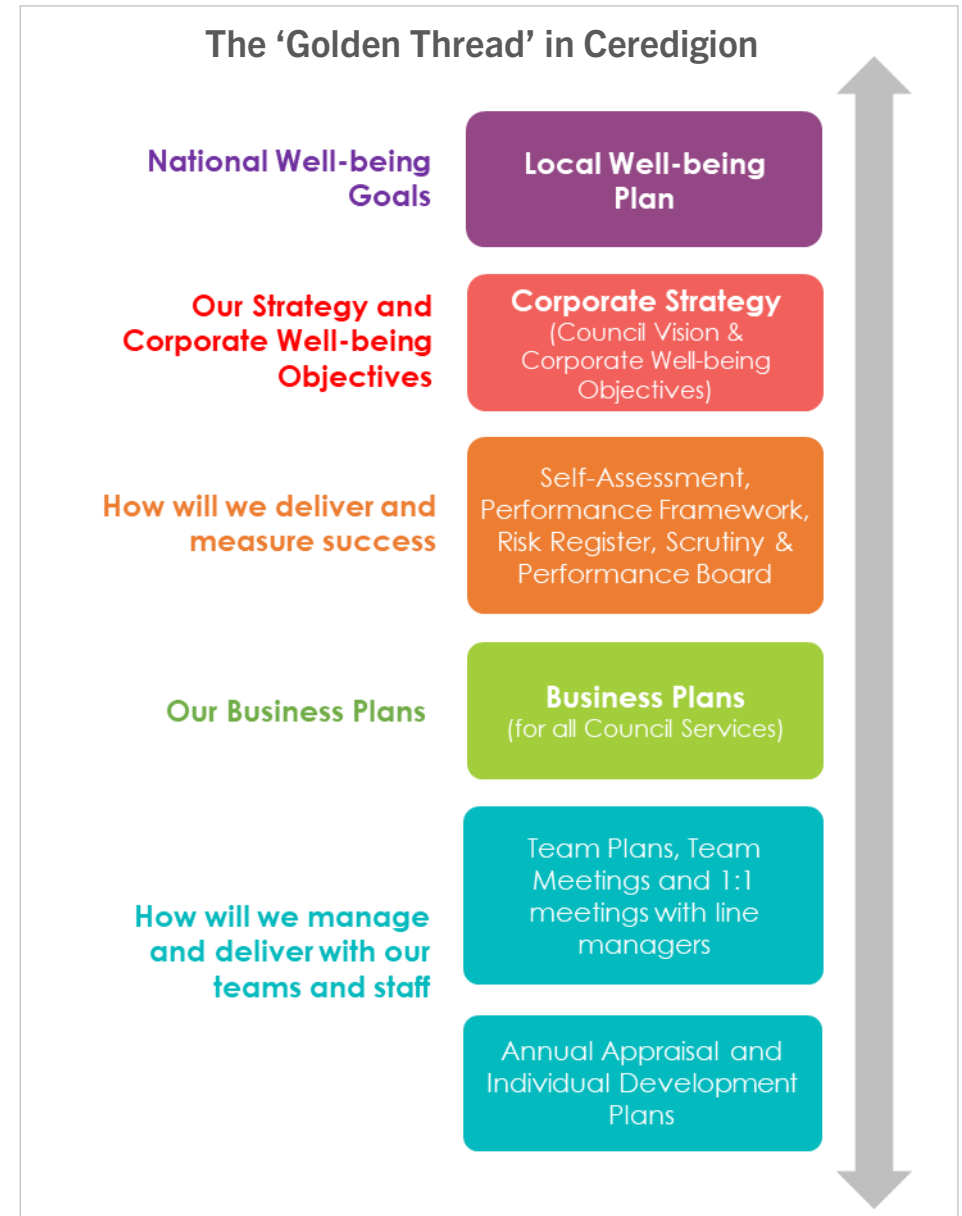 The ‘Golden Thread’ in Ceredigion
National Well-being
Goals
Local Well-being
Plan
Our Strategy and
Corporate Well-being
Objectives
Corporate Strategy
(Council Vision &
Corporate Well-being
Objectives)
How will we deliver and
measure success
Self-Assessment,
Performance Framework,
Risk Register, Scrutiny &
Performance Board
Our Business Plans
Business Plans
(for all Council Services)
How will we manage
and deliver with our
teams and staff
Team Plans, Team
Meetings and 1:1
meetings with line
managers
Annual Appraisal and
Individual Development
Plans